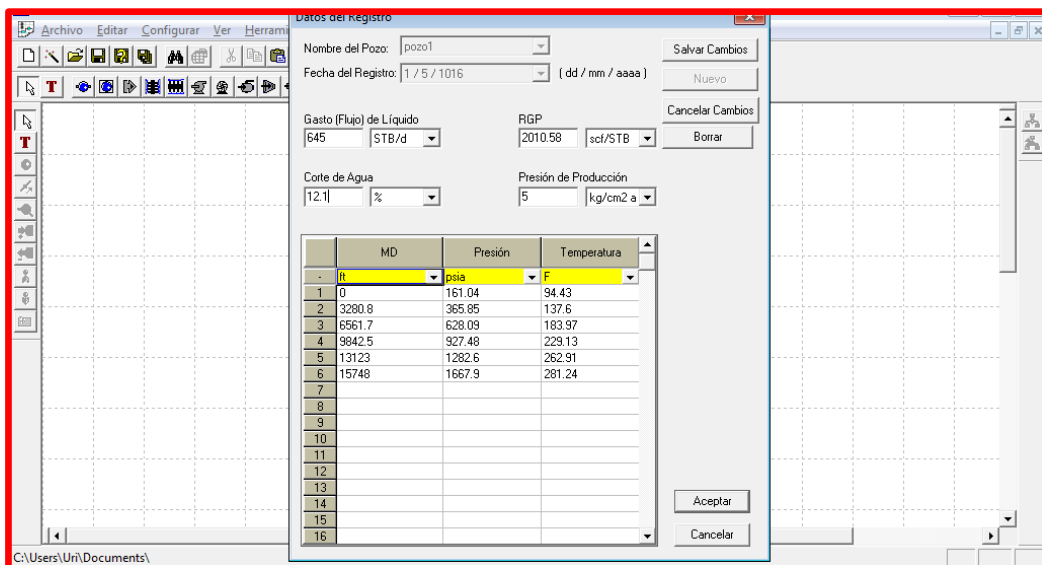 Datos del Registro
Archivo Editar Configurar Ver Herrami
Nombre del Pozo: pozo1
Salvar Cambios
Fecha del Registro: 1 / 5 / 1016 ( dd / mm / aaaa )
Nuevo
T
Cancelar Cambios
Gasto (Flujo) de Líquido RGP
645 STB/d 2010.58 scf/STB
Borrar
T
Corte de Agua Presión de Producción
12.1 % 5 kg/cm2 a
MD Presión Temperatura
- ft psia F
1 0 161.04 94.43
2 3280.8 365.85 137.6
3 6561.7 628.09 183.97
4 9842.5 927.48 229.13
5 13123 1282.6 262.91
6 15748 1667.9 281.24
7
8
9
10
11
12
13
14
15
16
Aceptar
Cancelar
C:\Users\Uri\Documents\